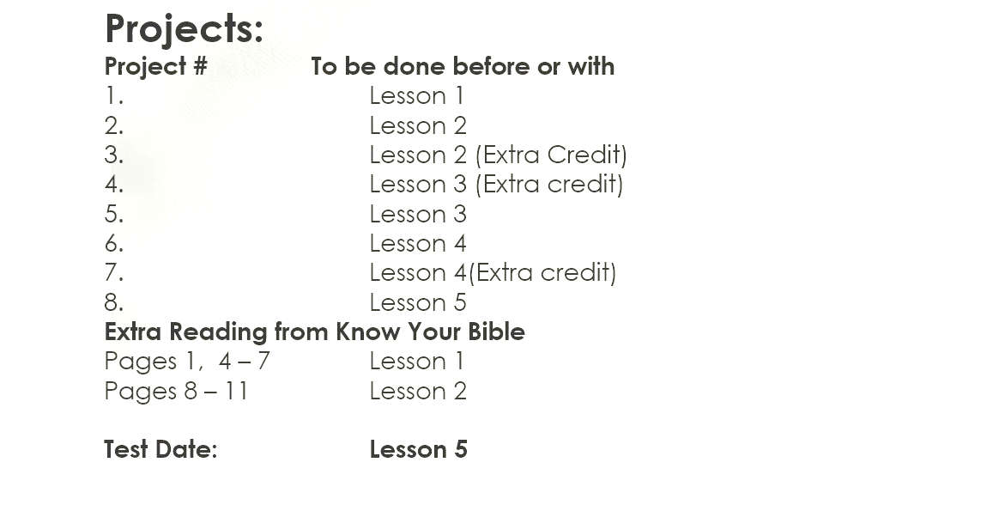 Projects:
Project # To be done before or with
1. Lesson 1
2. Lesson 2
3. Lesson 2 (Extra Credit)
4. Lesson 3 (Extra credit)
5. Lesson 3
6. Lesson 4
7. Lesson 4(Extra credit)
8. Lesson 5
Extra Reading from Know Your Bible
Pages 1,  4 – 7 Lesson 1
Pages 8 – 11 Lesson 2
Test Date: Lesson 5